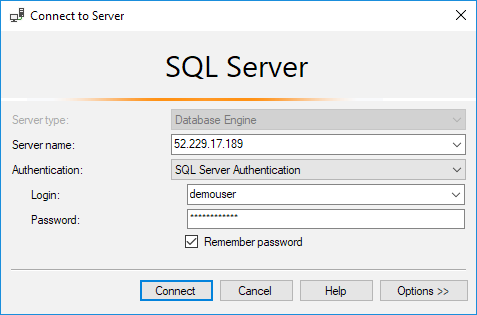 Connect to Server
SQL Server
Server type: Database Engine
Server name: 52.229.17.189
Authentication: SQL Server Authentication
Login: demouser
Password: ************
Remember password
Connect Cancel Help Options >>